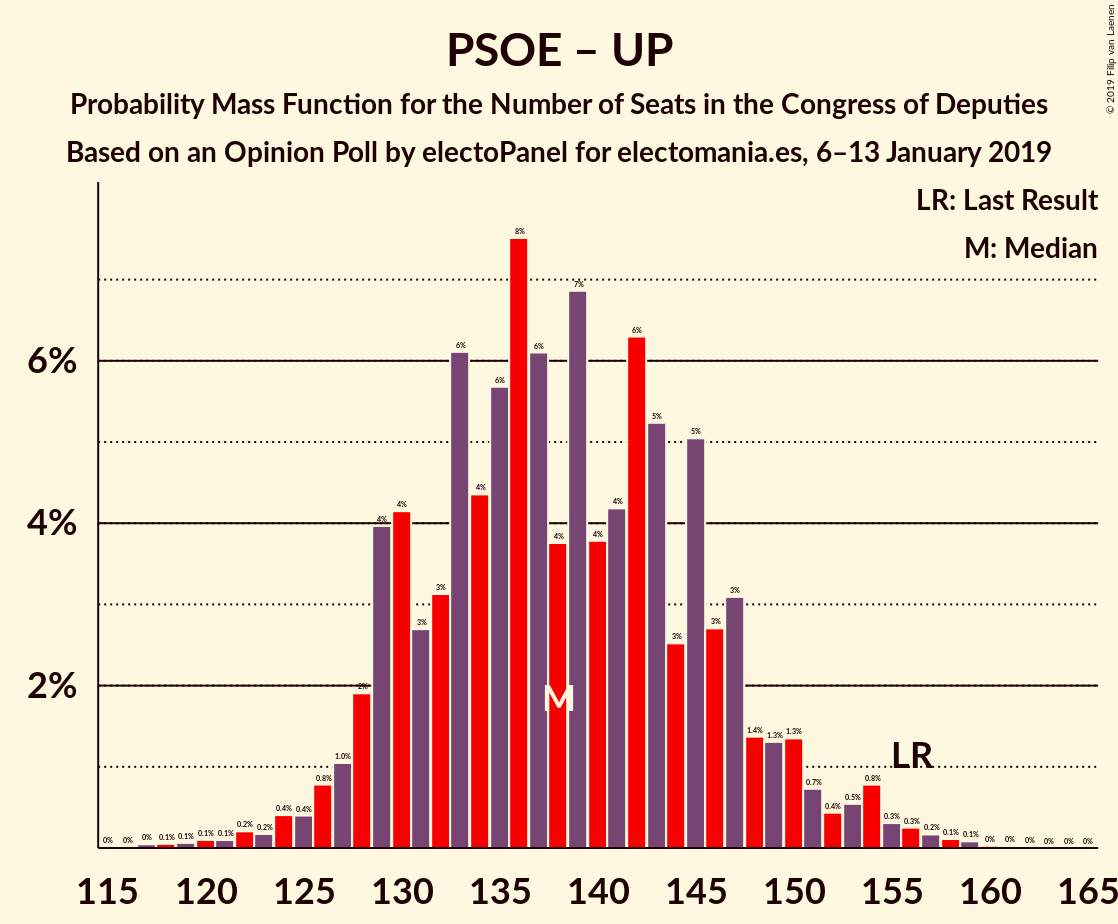 PSOE – UP
Probability Mass Function for the Number of Seats in the Congress of Deputies
Based on an Opinion Poll by electoPanel for electomania.es, 6–13 January 2019
© 2019 Filip van Laenen
LR: Last Result
M: Median
6%
4%
2%
0% 0% 0% 0.1% 0.1% 0.1% 0.1% 0.2% 0.2% 0.4% 0.4% 0.8% 1.0% 2% 4% 4% 3% 3% 6% 4% 6% 8% 6% 4% 7% 4% 4% 6% 5% 3% 5% 3% 3% 1.4% 1.3% 1.3% 0.7% 0.4% 0.5% 0.8% 0.3% 0.3% 0.2% 0.1% 0.1% 0% 0% 0% 0% 0% 0%
M
LR
115 120 125 130 135 140 145 150 155 160 165